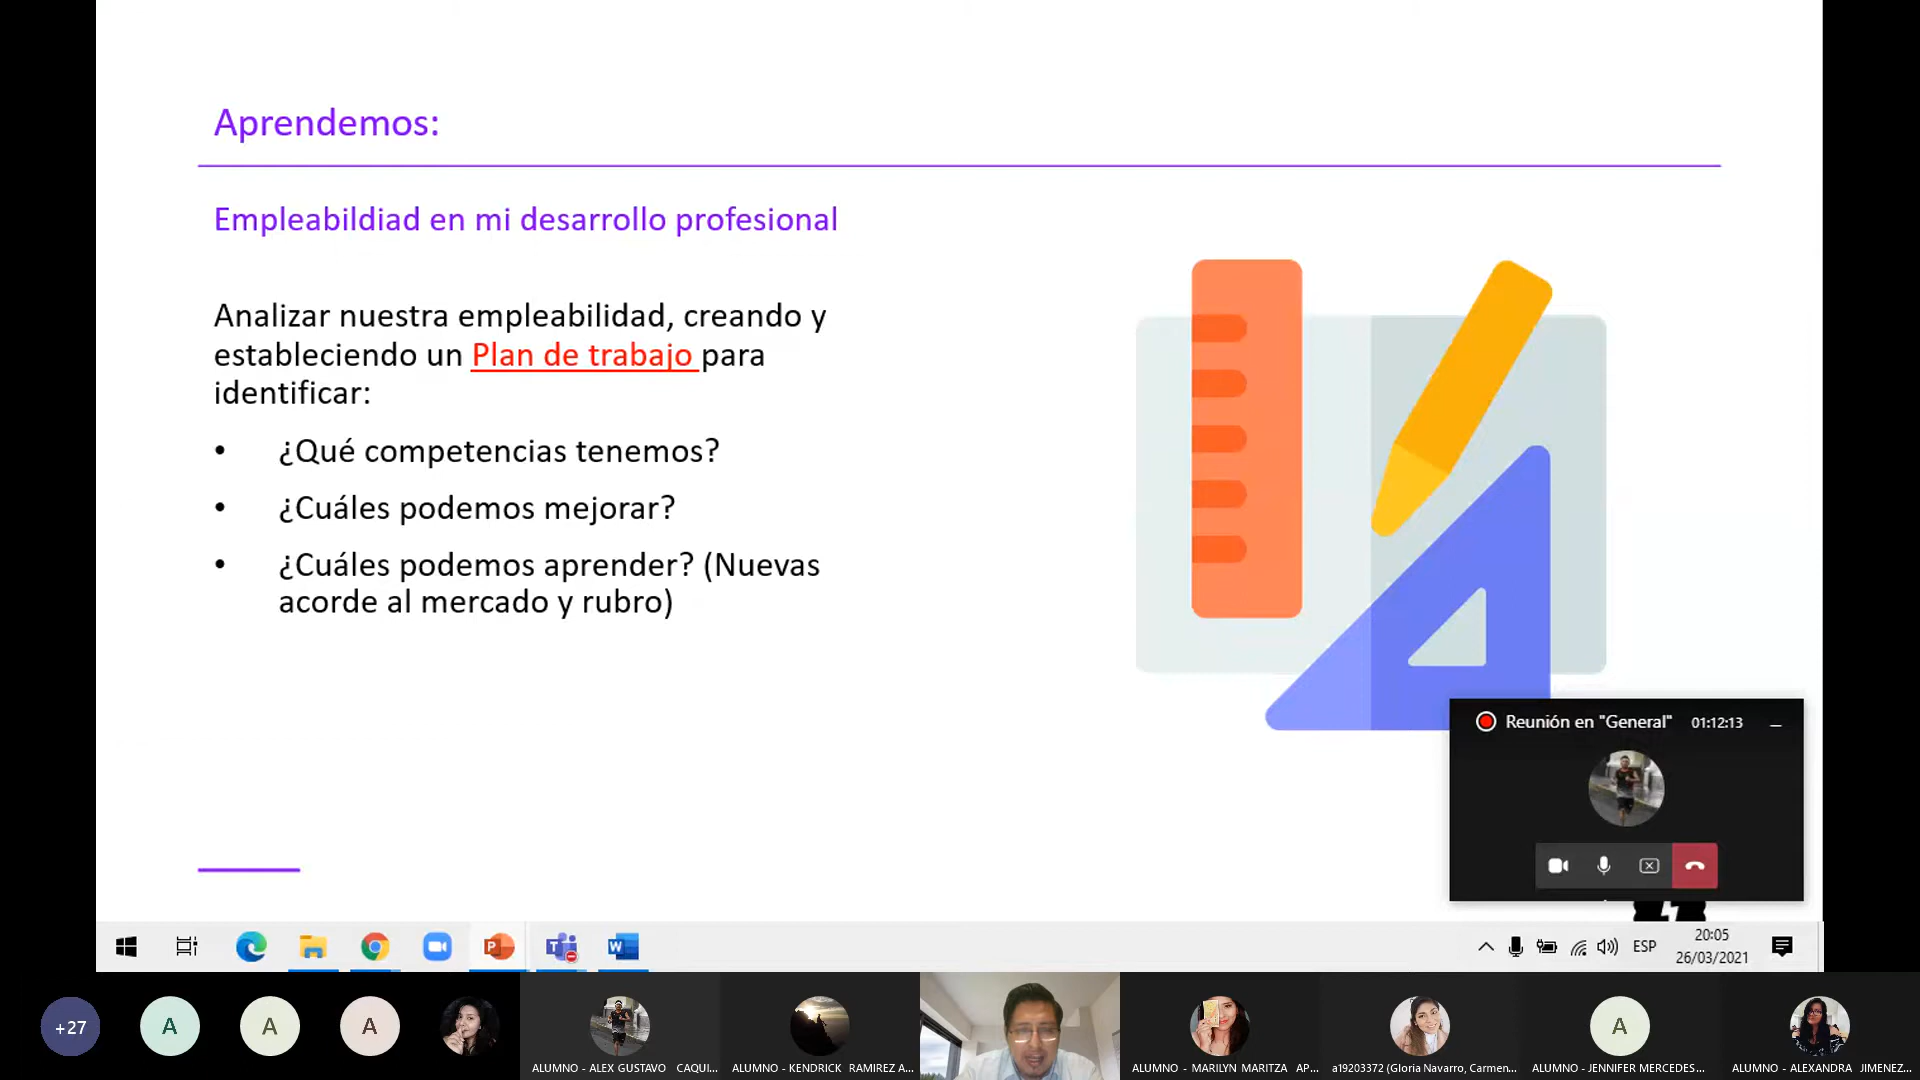 Aprendemos:
Empleabildiad en mi desarrollo profesional
Analizar nuestra empleabilidad, creando y
estableciendo un Plan de trabajo para
identificar:
• ¿Qué competencias tenemos?
• ¿Cuáles podemos mejorar?
• ¿Cuáles podemos aprender? (Nuevas
acorde al mercado y rubro)
Reunión en "General" 01:12:13
ESP
20:05
26/03/2021
+27
A
A
A
A
ALUMNO - ALEX GUSTAVO CAQUI...
ALUMNO - KENDRICK RAMIREZ A...
ALUMNO - MARILYN MARITZA AP...
a19203372 (Gloria Navarro, Carmen...
ALUMNO - JENNIFER MERCEDES...
ALUMNO - ALEXANDRA JIMENEZ...